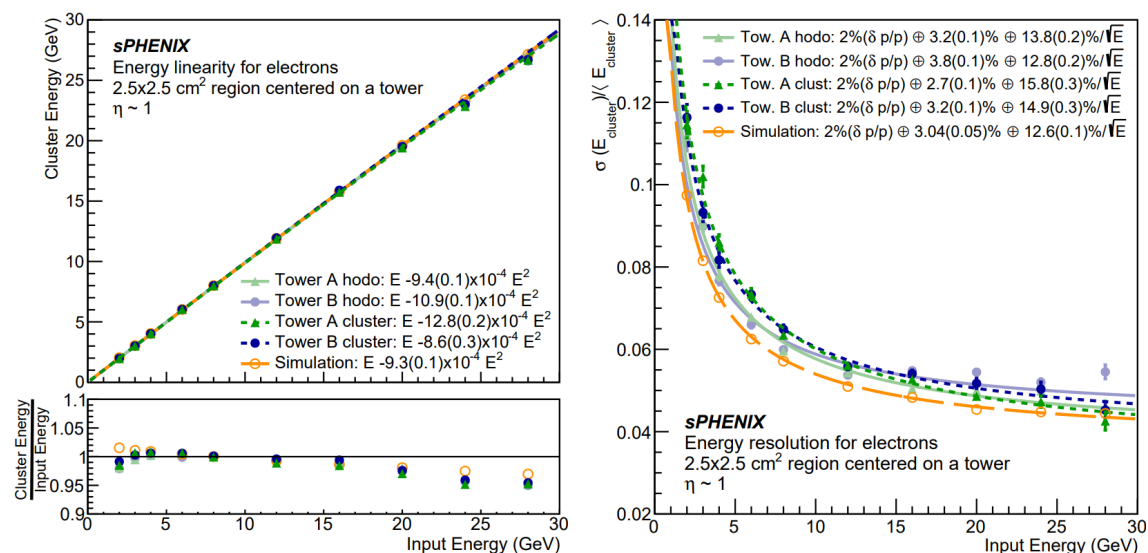 Cluster Energy (GeV)
30
25
20
15
10
5
0
sPHENIX
Energy linearity for electrons
2.5x2.5 cm² region centered on a tower
η ~ 1
Tower A hodo: E -9.4(0.1)x10⁻⁴ E²
Tower B hodo: E -10.9(0.1)x10⁻⁴ E²
Tower A cluster: E -12.8(0.2)x10⁻⁴ E²
Tower B cluster: E -8.6(0.3)x10⁻⁴ E²
Simulation: E -9.3(0.1)x10⁻⁴ E²
Cluster Energy
Input Energy
1.1
1.05
1
0.95
0.9
0 5 10 15 20 25 30
Input Energy (GeV)
σ (E_cluster)/⟨ E_cluster ⟩
0.14
0.12
0.1
0.08
0.06
0.04
0.02
Tow. A hodo: 2%(δ p/p) ⊕ 3.2(0.1)% ⊕ 13.8(0.2)%/√E
Tow. B hodo: 2%(δ p/p) ⊕ 3.8(0.1)% ⊕ 12.8(0.2)%/√E
Tow. A clust: 2%(δ p/p) ⊕ 2.7(0.1)% ⊕ 15.8(0.3)%/√E
Tow. B clust: 2%(δ p/p) ⊕ 3.2(0.1)% ⊕ 14.9(0.3)%/√E
Simulation: 2%(δ p/p) ⊕ 3.04(0.05)% ⊕ 12.6(0.1)%/√E
sPHENIX
Energy resolution for electrons
2.5x2.5 cm² region centered on a tower
η ~ 1
0 5 10 15 20 25 30
Input Energy (GeV)